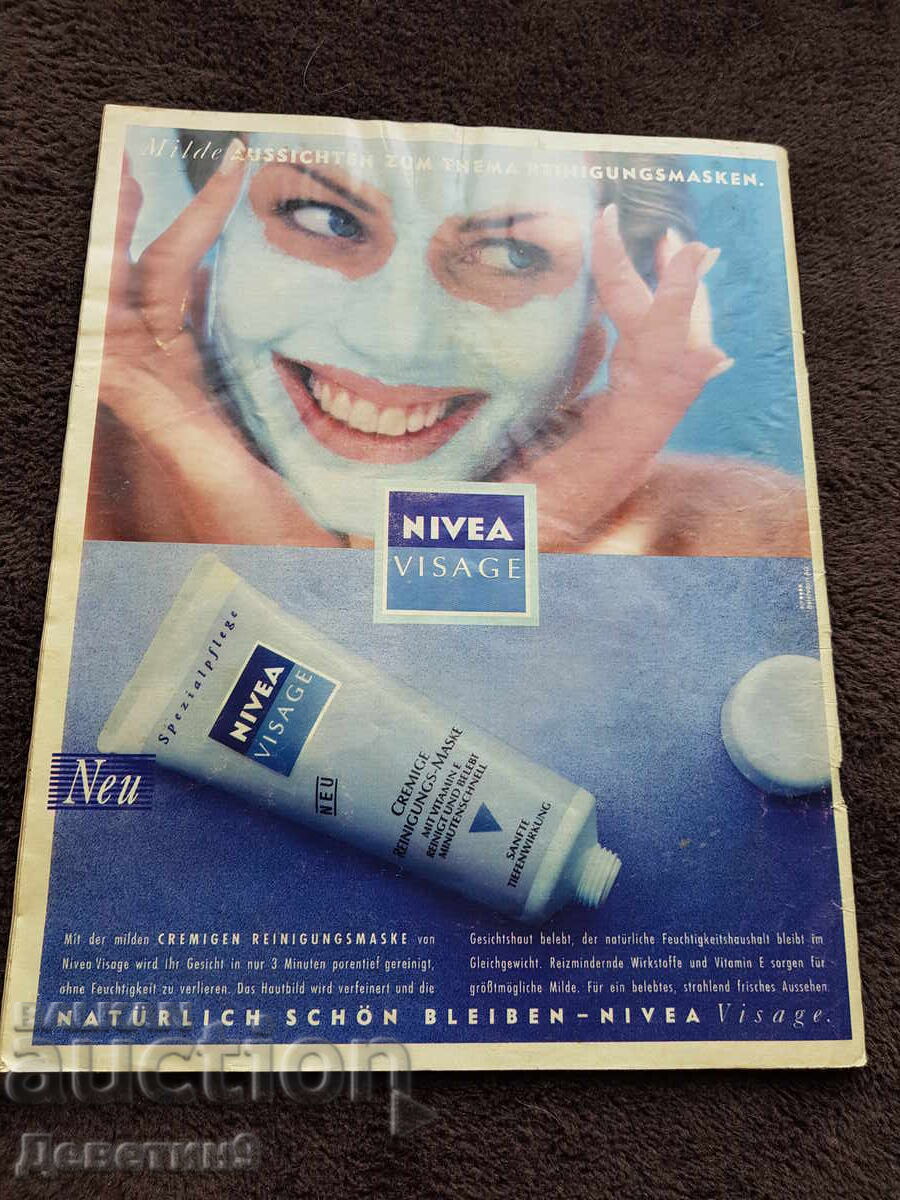 Milde AUSSICHTEN ZUM THEMA REINIGUNGSMASKEN.
NIVEA
VISAGE
Spezialpflege
NIVEA
VISAGE
NEU
CREMIGE
REINIGUNGS-MASKE
MIT VITAMIN E
REINIGT UND BELEBT
MINUTENSCHNELL
SANFTE
TIEFENWIRKUNG
Neu
Mit der milden CREMIGEN REINIGUNGSMASKE von
Nivea Visage wird Ihr Gesicht in nur 3 Minuten porentief gereinigt,
ohne Feuchtigkeit zu verlieren. Das Hautbild wird verfeinert und die
Gesichtshaut belebt, der natürliche Feuchtigkeitshaushalt bleibt im
Gleichgewicht. Reizmindernde Wirkstoffe und Vitamin E sorgen für
größtmögliche Milde. Für ein belebtes, strahlend frisches Aussehen.
NATÜRLICH SCHÖN BLEIBEN – NIVEA Visage.
BALKAN
auction
Деветин9